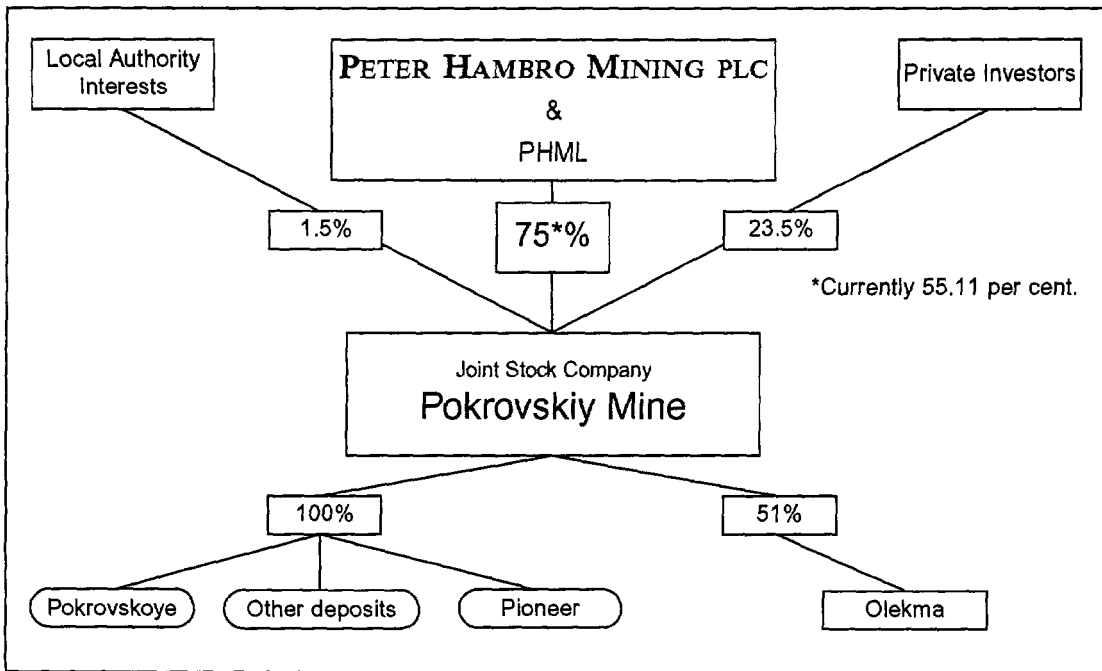 Local Authority
Interests
PETER HAMBRO MINING PLC
&
PHML
Private Investors
1.5%
75*%
23.5%
*Currently 55.11 per cent.
Joint Stock Company
Pokrovskiy Mine
100%
51%
Pokrovskoye
Other deposits
Pioneer
Olekma